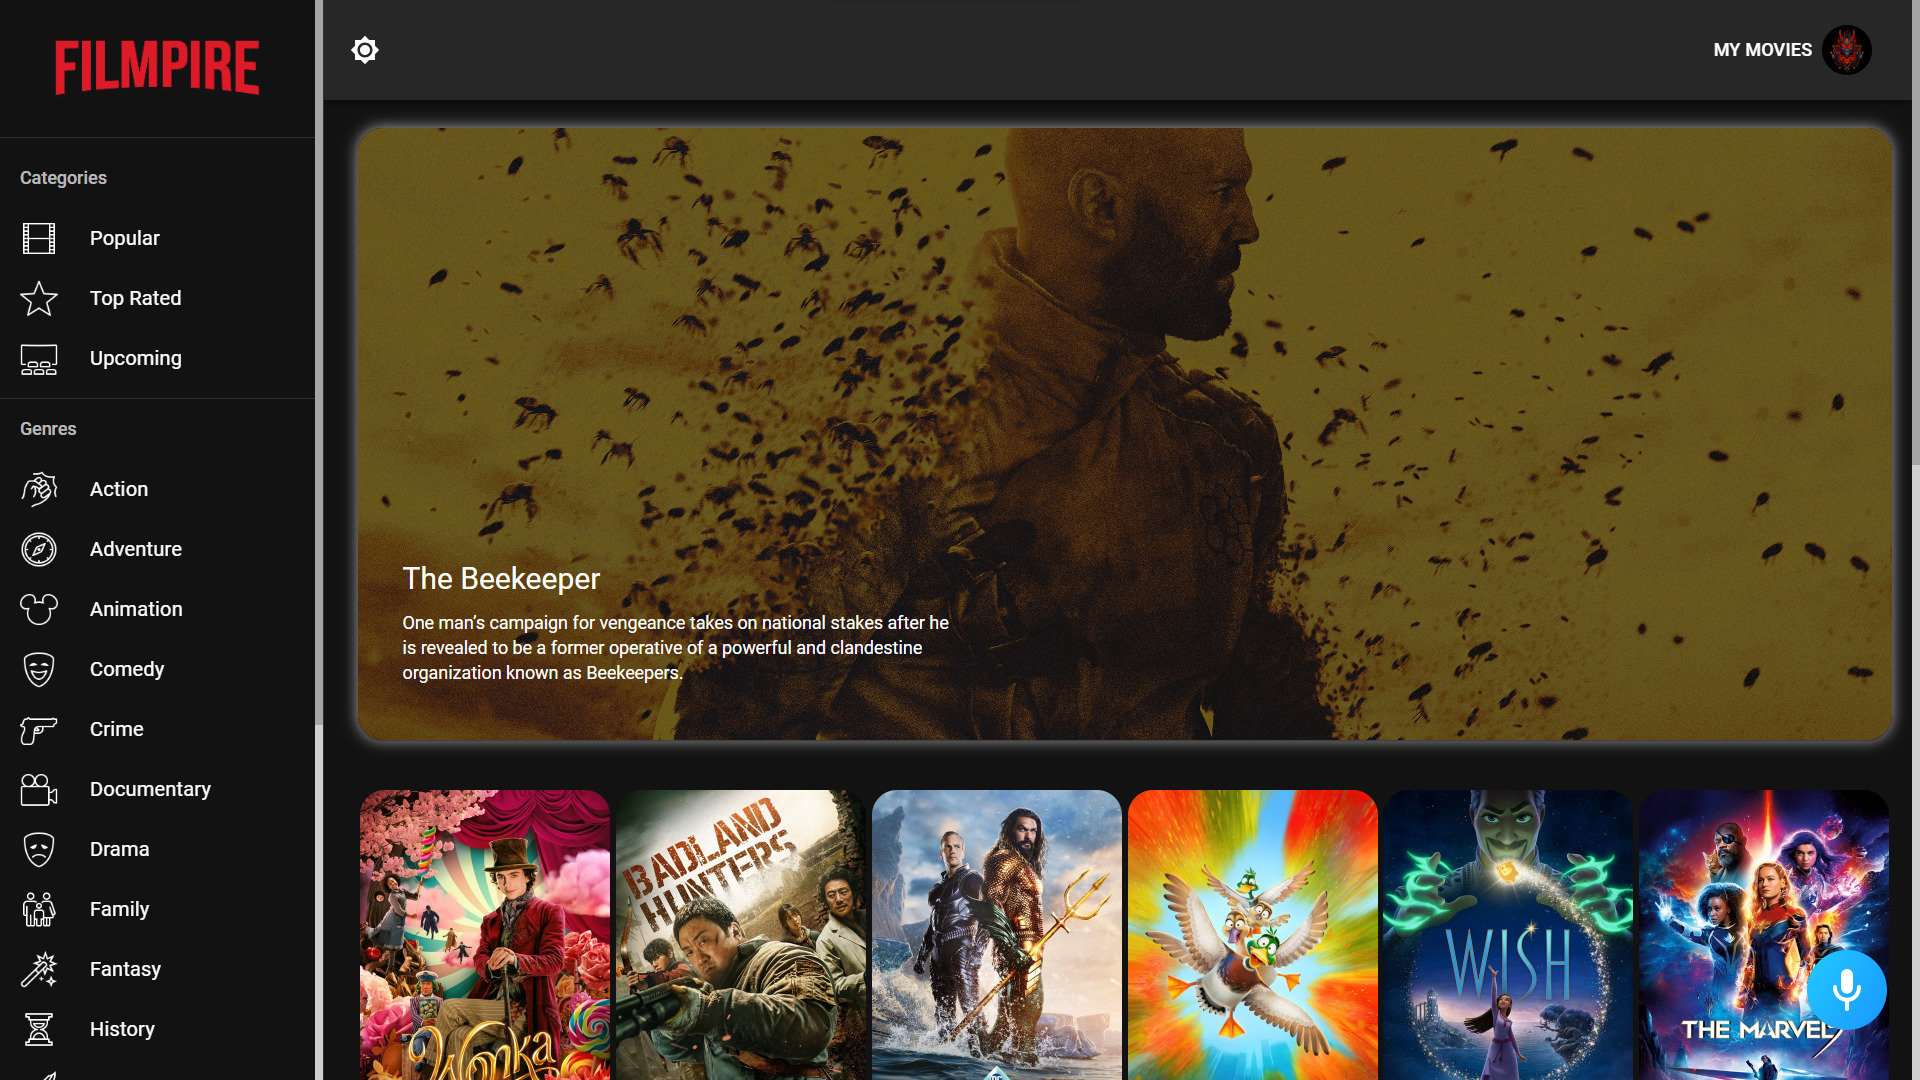 FILMPIRE
MY MOVIES
Categories
Popular
Top Rated
Upcoming
Genres
Action
Adventure
Animation
Comedy
Crime
Documentary
Drama
Family
Fantasy
History
The Beekeeper
One man’s campaign for vengeance takes on national stakes after he
is revealed to be a former operative of a powerful and clandestine
organization known as Beekeepers.
Wonka
BADLAND
HUNTERS
DC
WISH
THE MARVELS